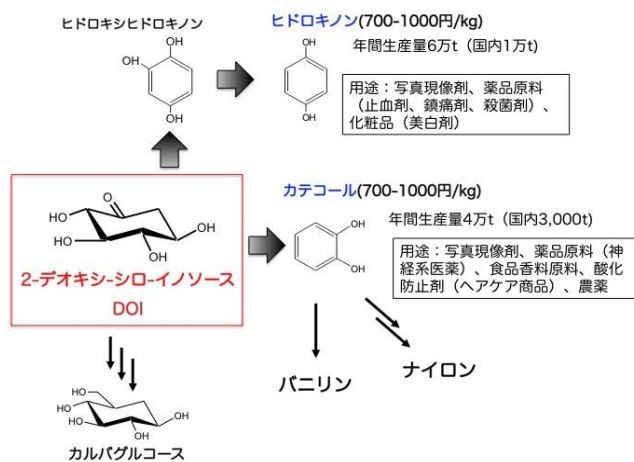 ヒドロキシヒドロキノン
OH
OH
OH
ヒドロキノン(700-1000円/kg)
年間生産量6万t（国内1万t）
OH
OH
用途：写真現像剤、薬品原料
（止血剤、鎮痛剤、殺菌剤）、
化粧品（美白剤）
O
OH
HO
HO
OH
OH
2-デオキシ-シロ-イノソース
DOI
カテコール(700-1000円/kg)
年間生産量4万t（国内3,000t）
OH
OH
用途：写真現像剤、薬品原料（神
経系医薬）、食品香料原料、酸化
防止剤（ヘアケア商品）、農薬
バニリン
ナイロン
HO
HO
HO
OH
OH
カルバグルコース